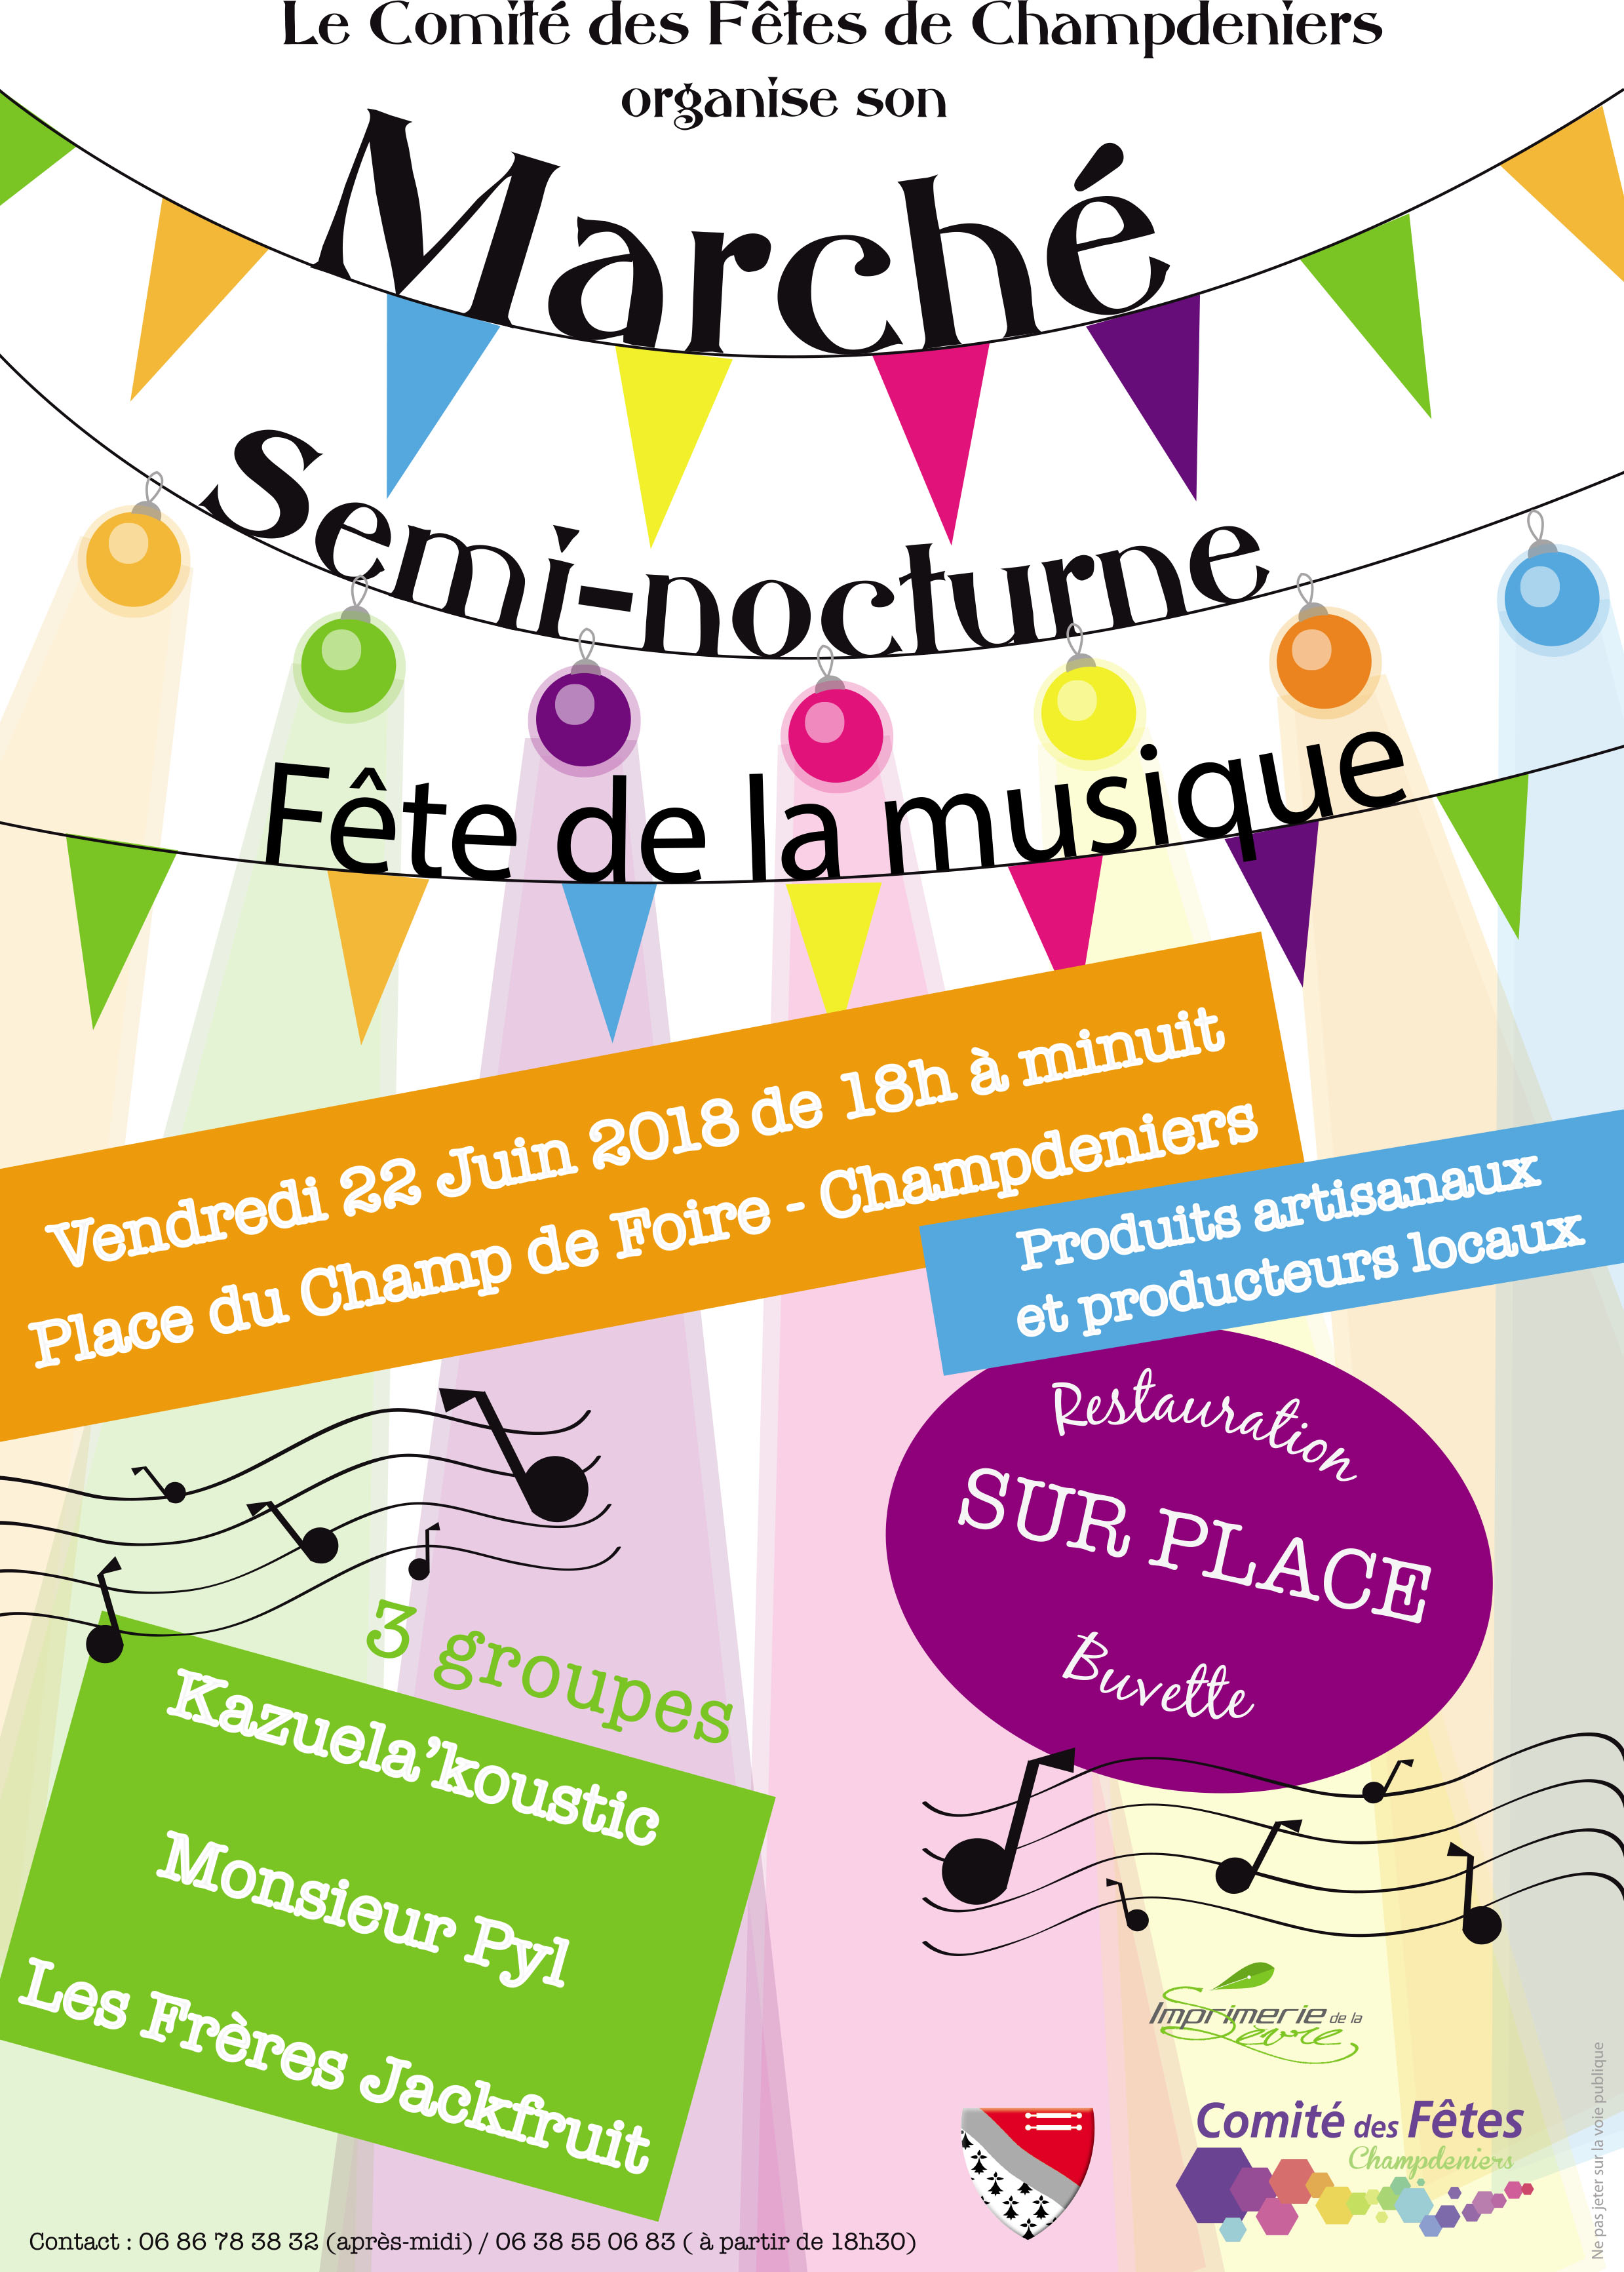 Le Comité des Fêtes de Champdeniers
organise son
Marché
Semi-nocturne
Fête de la musique
Vendredi 22 Juin 2018 de 18h à minuit
Place du Champ de Foire - Champdeniers
Produits artisanaux
et producteurs locaux
Restauration
SUR PLACE
Buvette
3 groupes
Kazuela'koustic
Monsieur Pyl
Les Frères Jackfruit
Imprimerie de la
Sèvre
Comité des Fêtes
Champdeniers
Contact : 06 86 78 38 32 (après-midi) / 06 38 55 06 83 ( à partir de 18h30)
Ne pas jeter sur la voie publique